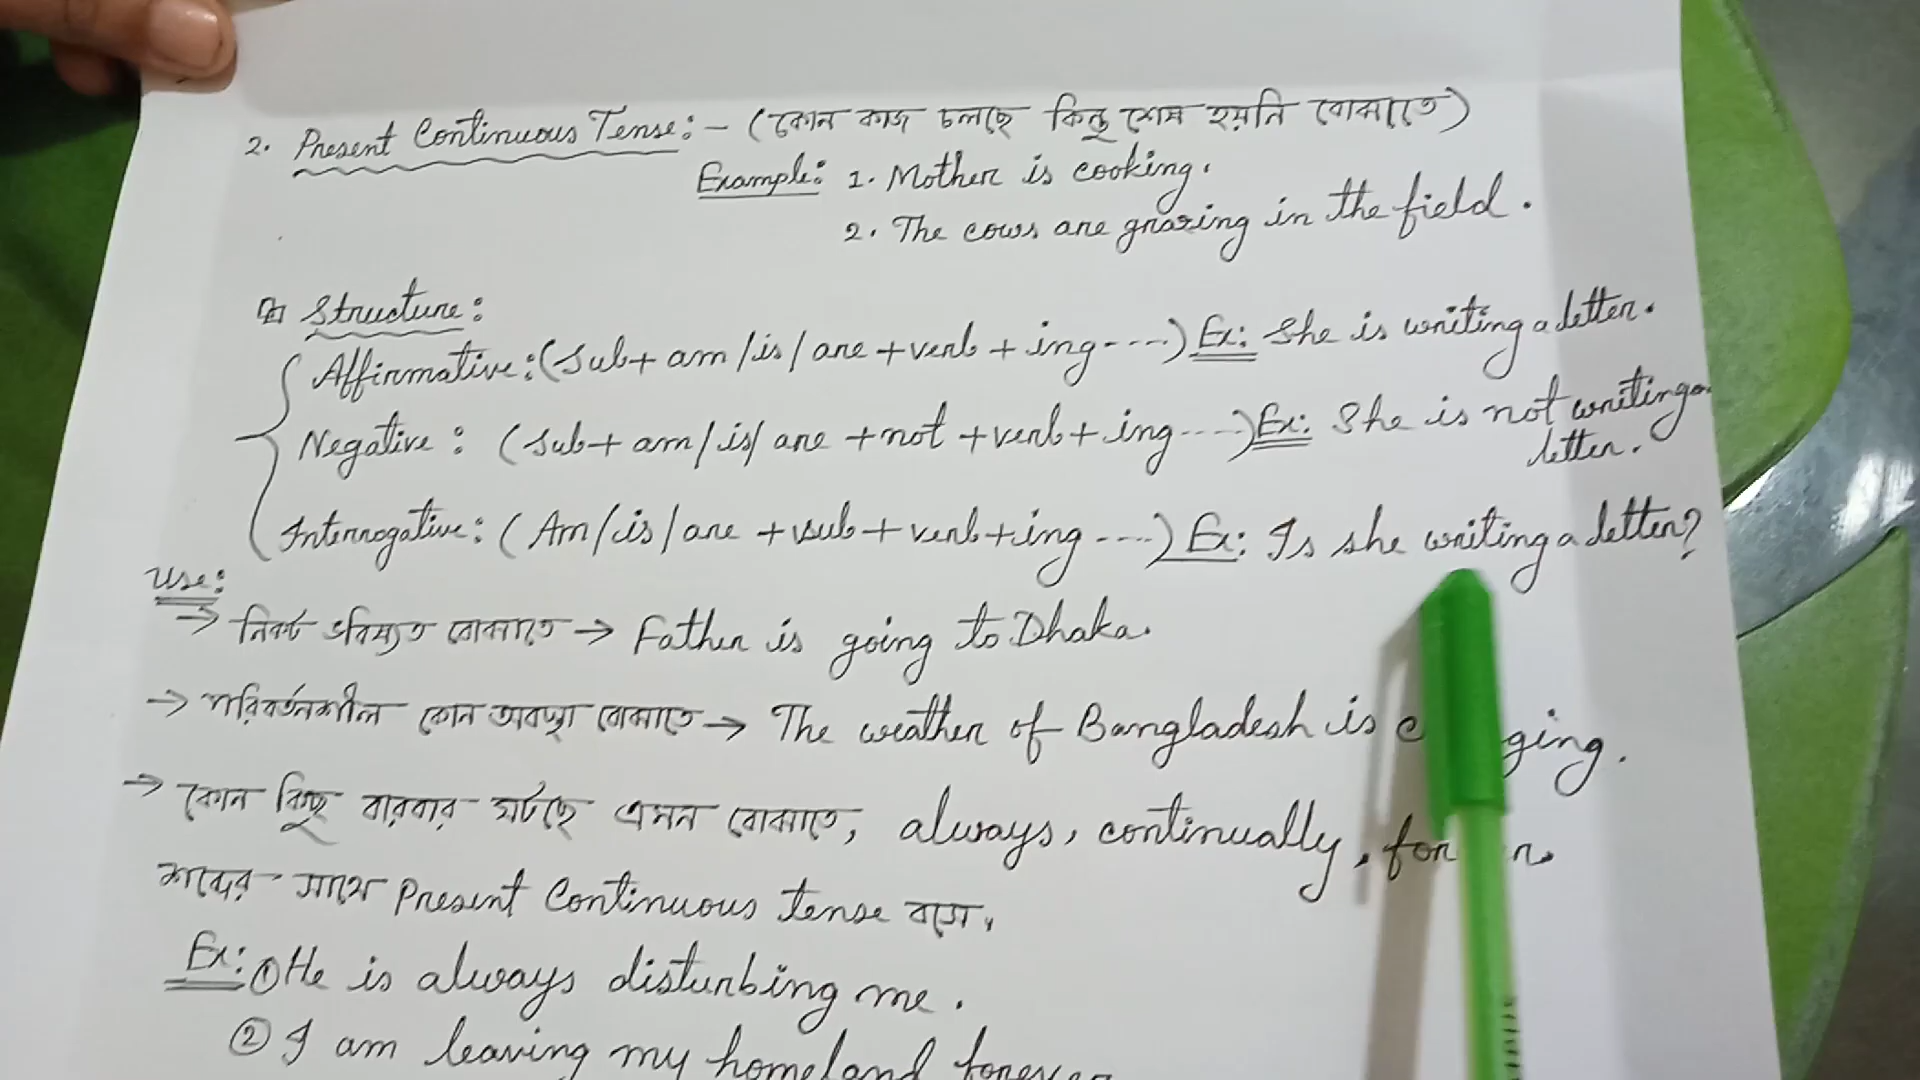 2. Present Continuous Tense: - (কোন কাজ চলছে কিন্তু শেষ হয়নি বোঝাতে)
Example: 1. Mother is cooking.
2. The cows are grazing in the field.
Structure:
Affirmative: (Sub + am/is/are + verb + ing ----) Ex: She is writing a letter.
Negative: (Sub + am/is/are + not + verb + ing ----) Ex: She is not writing a
letter.
Interrogative: (Am/is/are + sub + verb + ing ----) Ex: Is she writing a letter?
Use:
→ নিকট ভবিষ্যত বোঝাতে → Father is going to Dhaka.
→ পরিবর্তনশীল কোন অবস্থা বোঝাতে → The weather of Bangladesh is
→ কোন কিছু বারবার ঘটছে এমন বোঝাতে, always, continually,
শব্দের সাথে Present Continuous tense বসে।
Ex: ① He is always disturbing me.
② I am leaving my homeland forever